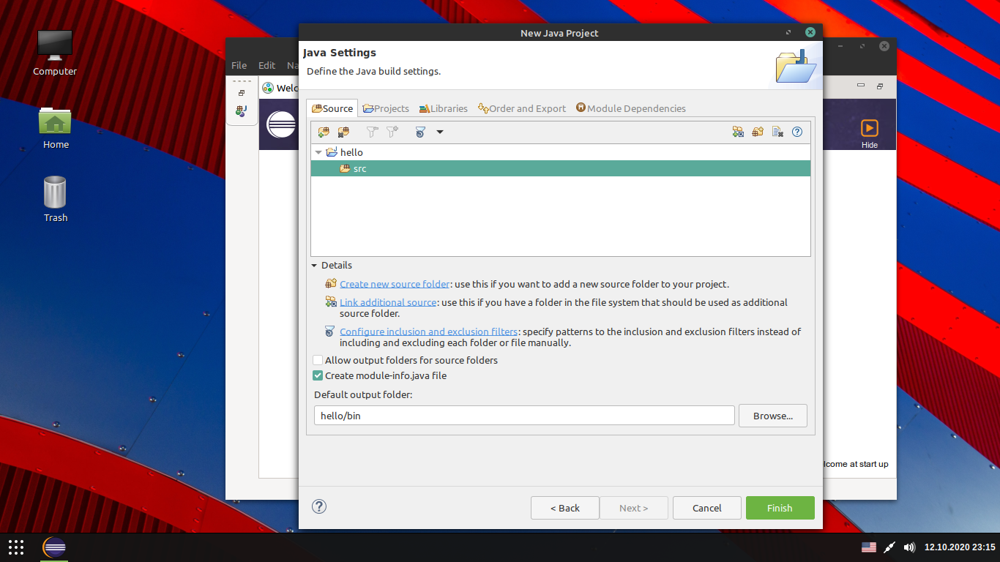 New Java Project
Java Settings
Define the Java build settings.
Computer
Home
Trash
File
Edit
Na
Welc
Hide
Source
Projects
Libraries
Order and Export
Module Dependencies
hello
src
Details
Create new source folder: use this if you want to add a new source folder to your project.
Link additional source: use this if you have a folder in the file system that should be used as additional
source folder.
Configure inclusion and exclusion filters: specify patterns to the inclusion and exclusion filters instead of
including and excluding each folder or file manually.
Allow output folders for source folders
Create module-info.java file
Default output folder:
hello/bin
Browse...
lcome at start up
< Back
Next >
Cancel
Finish
12.10.2020 23:15